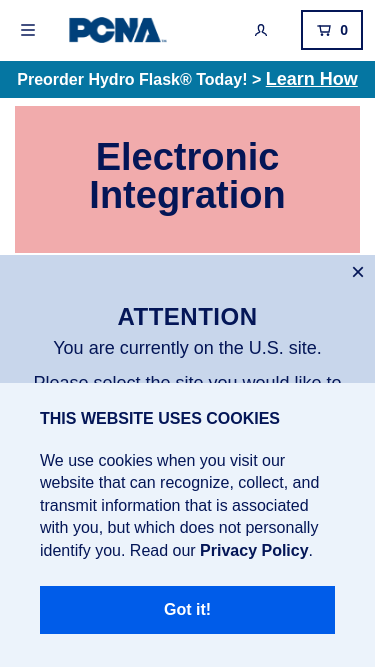 PCNA
0
Preorder Hydro Flask® Today! > Learn How
Electronic
Integration
ATTENTION
You are currently on the U.S. site.
Please select the site you would like to
THIS WEBSITE USES COOKIES
We use cookies when you visit our
website that can recognize, collect, and
transmit information that is associated
with you, but which does not personally
identify you. Read our Privacy Policy.
Got it!